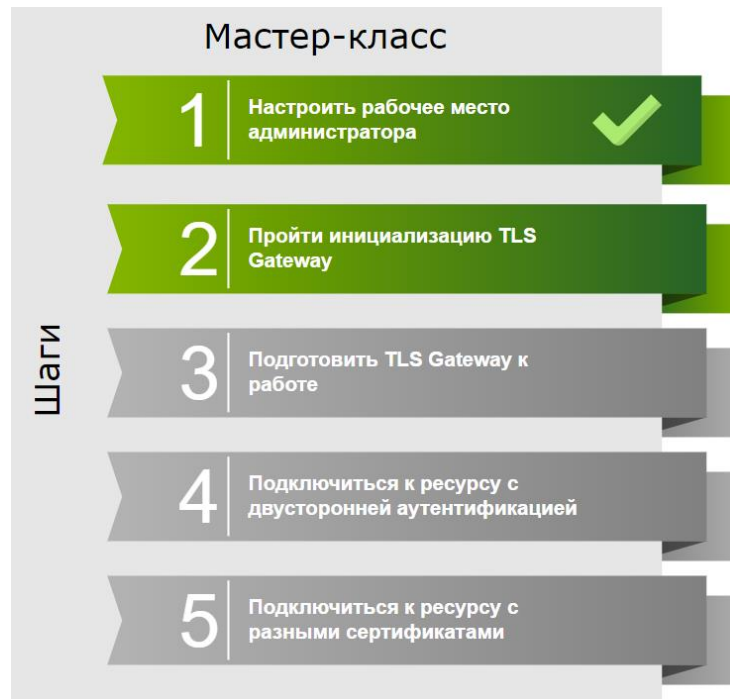 Мастер-класс
Шаги
1
Настроить рабочее место
администратора
2
Пройти инициализацию TLS
Gateway
3
Подготовить TLS Gateway к
работе
4
Подключиться к ресурсу с
двусторонней аутентификацией
5
Подключиться к ресурсу с
разными сертификатами